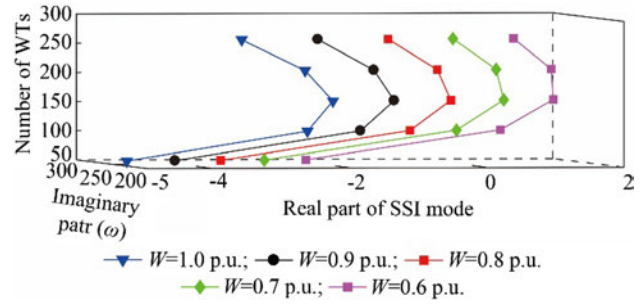 300
250
200
150
100
50
Number of WTs
300 250 200 -5 -4 -2 0 2
Imaginary patr (ω)
Real part of SSI mode
W=1.0 p.u.; W=0.9 p.u.; W=0.8 p.u.
W=0.7 p.u.; W=0.6 p.u.